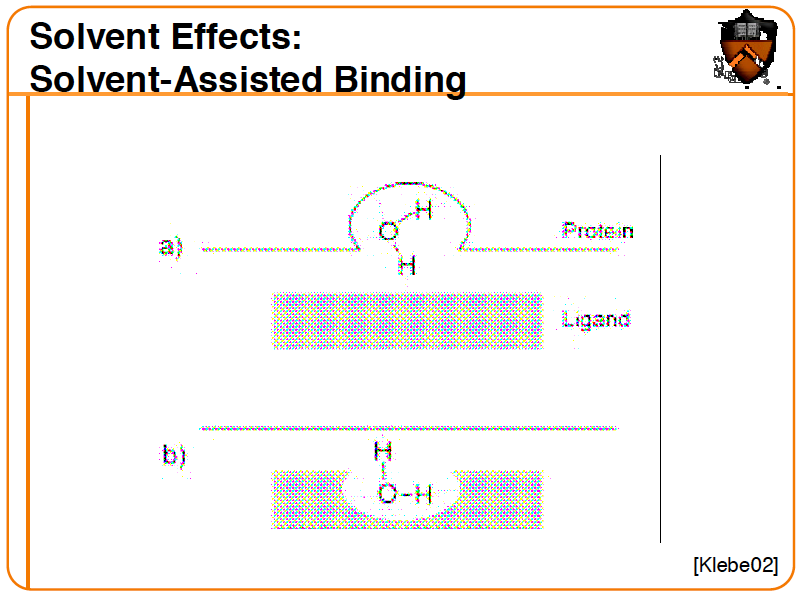 Solvent Effects:
Solvent-Assisted Binding
H
O
Protein
a)
H
Ligand
H
b)
O-H
[Klebe02]